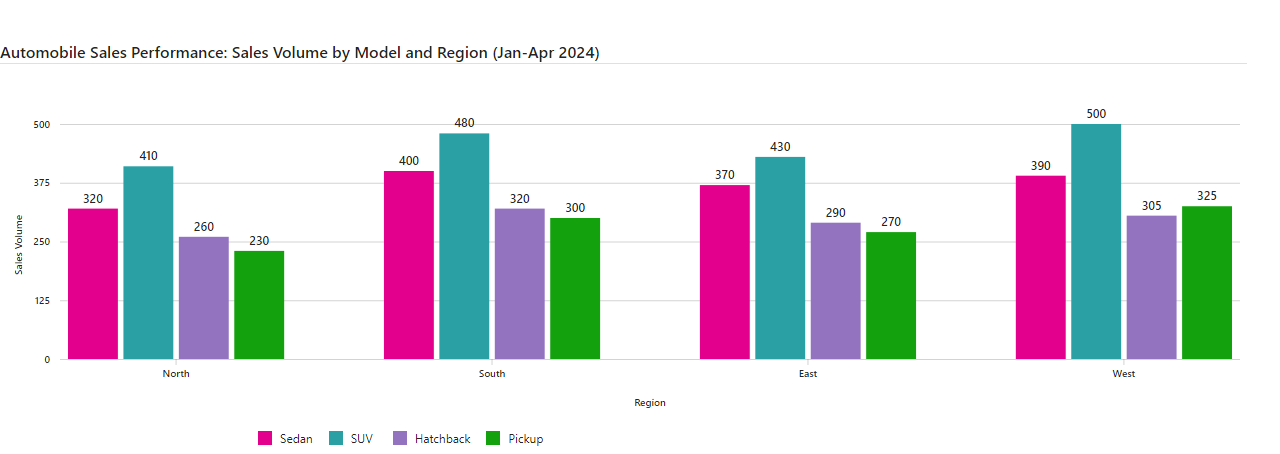 Automobile Sales Performance: Sales Volume by Model and Region (Jan-Apr 2024)
Sales Volume
500
375
250
125
0
320 410 260 230
400 480 320 300
370 430 290 270
390 500 305 325
North South East West
Region
Sedan SUV Hatchback Pickup